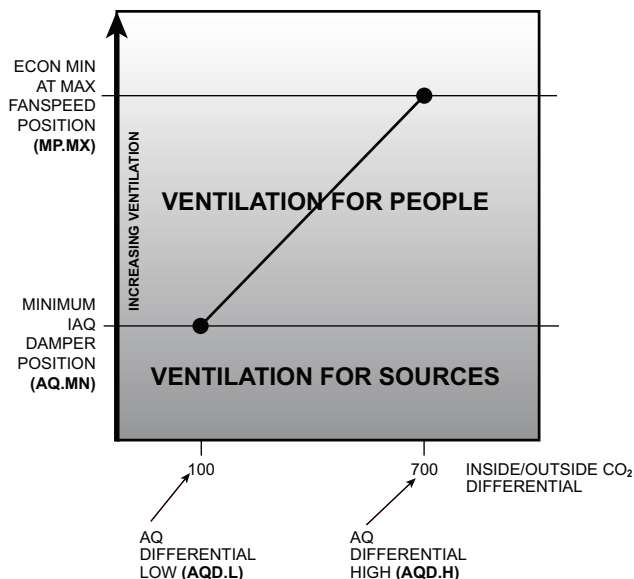 ECON MIN
AT MAX
FANSPEED
POSITION
(MP.MX)
INCREASING VENTILATION
VENTILATION FOR PEOPLE
MINIMUM
IAQ
DAMPER
POSITION
(AQ.MN)
VENTILATION FOR SOURCES
100
700
INSIDE/OUTSIDE CO₂
DIFFERENTIAL
AQ
DIFFERENTIAL
LOW (AQD.L)
AQ
DIFFERENTIAL
HIGH (AQD.H)